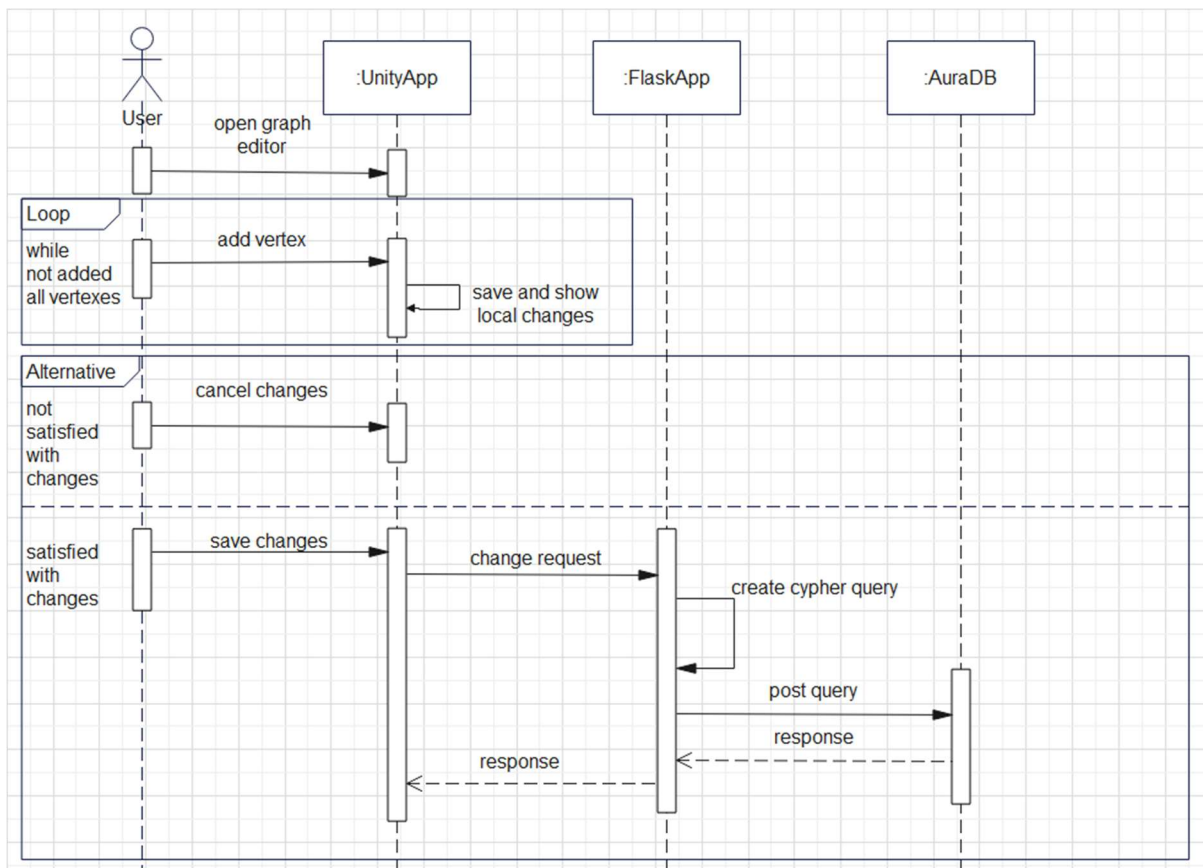 :UnityApp
:FlaskApp
:AuraDB
User
open graph
editor
Loop
while
not added
all vertexes
add vertex
save and show
local changes
Alternative
not
satisfied
with
changes
cancel changes
satisfied
with
changes
save changes
change request
create cypher query
post query
response
response